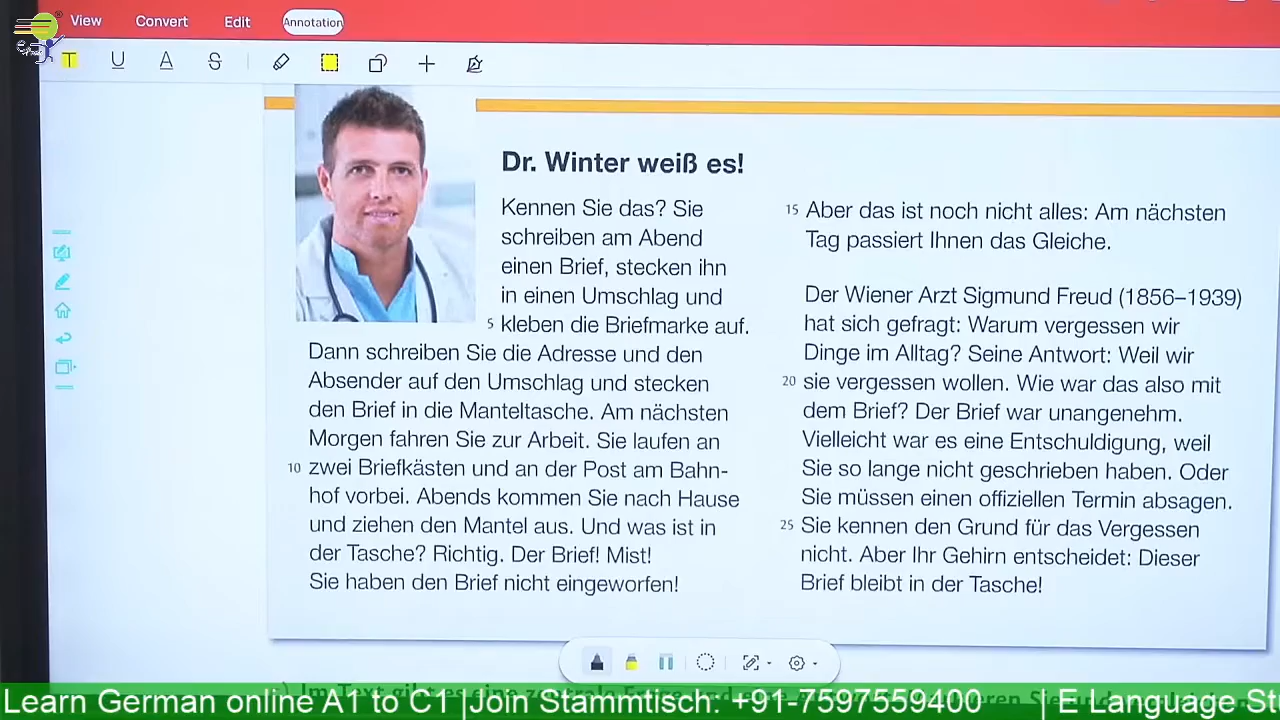 View Convert Edit Annotation
T U A S
Dr. Winter weiß es!
Kennen Sie das? Sie
schreiben am Abend
einen Brief, stecken ihn
in einen Umschlag und
5 kleben die Briefmarke auf.
Dann schreiben Sie die Adresse und den
Absender auf den Umschlag und stecken
den Brief in die Manteltasche. Am nächsten
Morgen fahren Sie zur Arbeit. Sie laufen an
10 zwei Briefkästen und an der Post am Bahn-
hof vorbei. Abends kommen Sie nach Hause
und ziehen den Mantel aus. Und was ist in
der Tasche? Richtig. Der Brief! Mist!
Sie haben den Brief nicht eingeworfen!
15 Aber das ist noch nicht alles: Am nächsten
Tag passiert Ihnen das Gleiche.
Der Wiener Arzt Sigmund Freud (1856–1939)
hat sich gefragt: Warum vergessen wir
Dinge im Alltag? Seine Antwort: Weil wir
20 sie vergessen wollen. Wie war das also mit
dem Brief? Der Brief war unangenehm.
Vielleicht war es eine Entschuldigung, weil
Sie so lange nicht geschrieben haben. Oder
Sie müssen einen offiziellen Termin absagen.
25 Sie kennen den Grund für das Vergessen
nicht. Aber Ihr Gehirn entscheidet: Dieser
Brief bleibt in der Tasche!
Learn German online A1 to C1 |Join Stammtisch: +91-7597559400 | E Language St